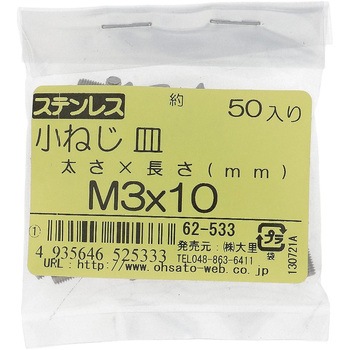 ステンレス
約 50入り
小ねじ 皿
太さ×長さ(mm)
M3x10
① 62-533
発売元:㈱大里
TEL048-863-6411
4 935646 525333
URL:http://www.ohsato-web.co.jp/
プラ
袋
130721A